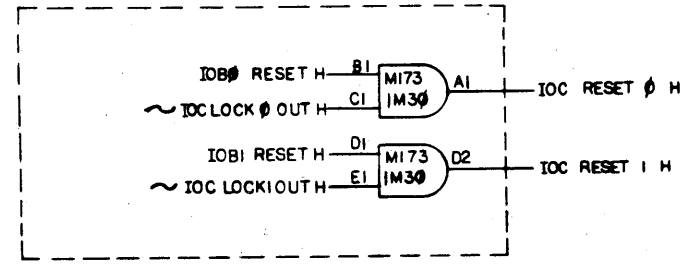 IOBØ RESET H B1 M173 A1 IOC RESET Ø H
~ IOC LOCK Ø OUT H C1 1M30
IOB1 RESET H D1 M173 D2 IOC RESET 1 H
~ IOC LOCK1OUT H E1 1M30